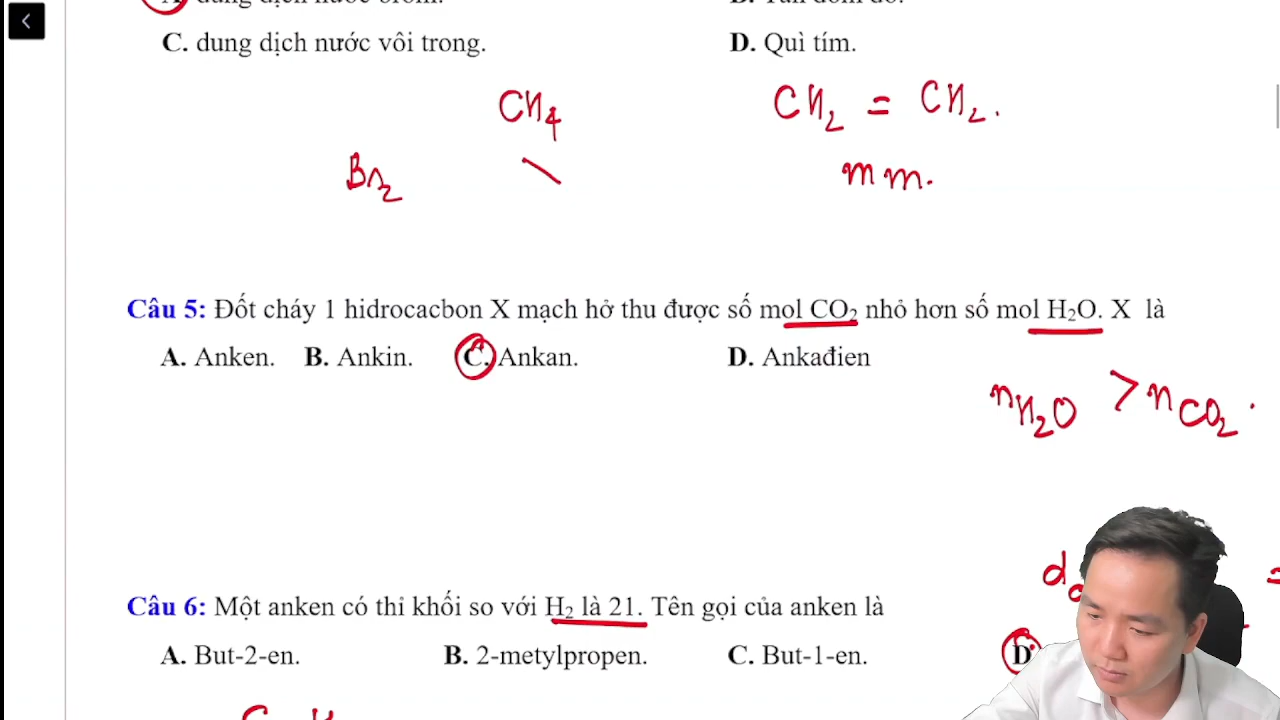 C. dung dịch nước vôi trong. D. Quì tím.
CH4 CH2 = CH2.
Br2 mm.
Câu 5: Đốt cháy 1 hidrocacbon X mạch hở thu được số mol CO2 nhỏ hơn số mol H2O. X là
A. Anken. B. Ankin. C. Ankan. D. Ankađien
nH2O > nCO2.
Câu 6: Một anken có thỉ khối so với H2 là 21. Tên gọi của anken là
A. But-2-en. B. 2-metylpropen. C. But-1-en. D.